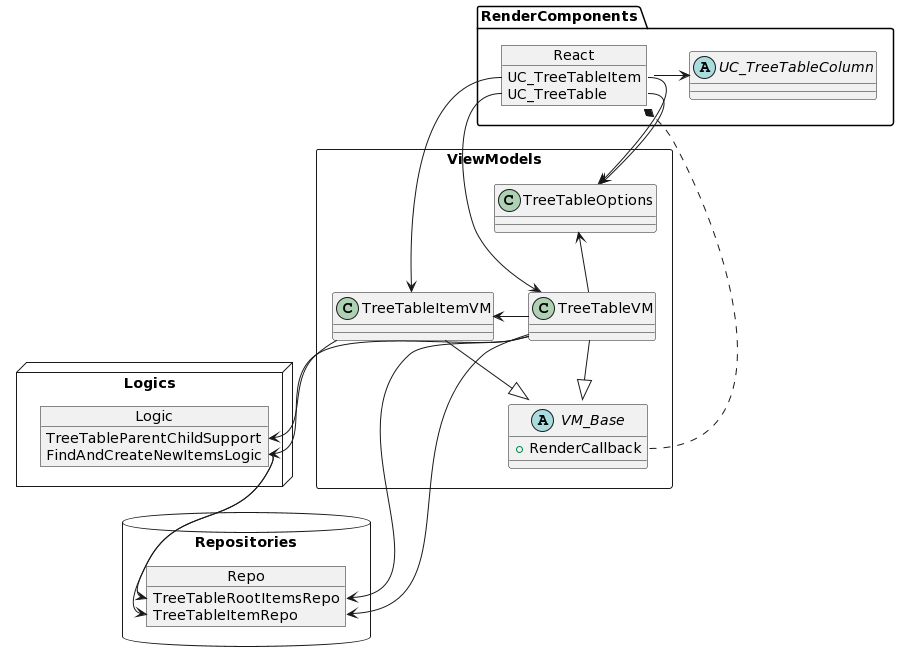 RenderComponents
React
UC_TreeTableItem
UC_TreeTable
A UC_TreeTableColumn
ViewModels
C TreeTableOptions
C TreeTableItemVM
C TreeTableVM
Logics
Logic
TreeTableParentChildSupport
FindAndCreateNewItemsLogic
A VM_Base
RenderCallback
Repositories
Repo
TreeTableRootItemsRepo
TreeTableItemRepo